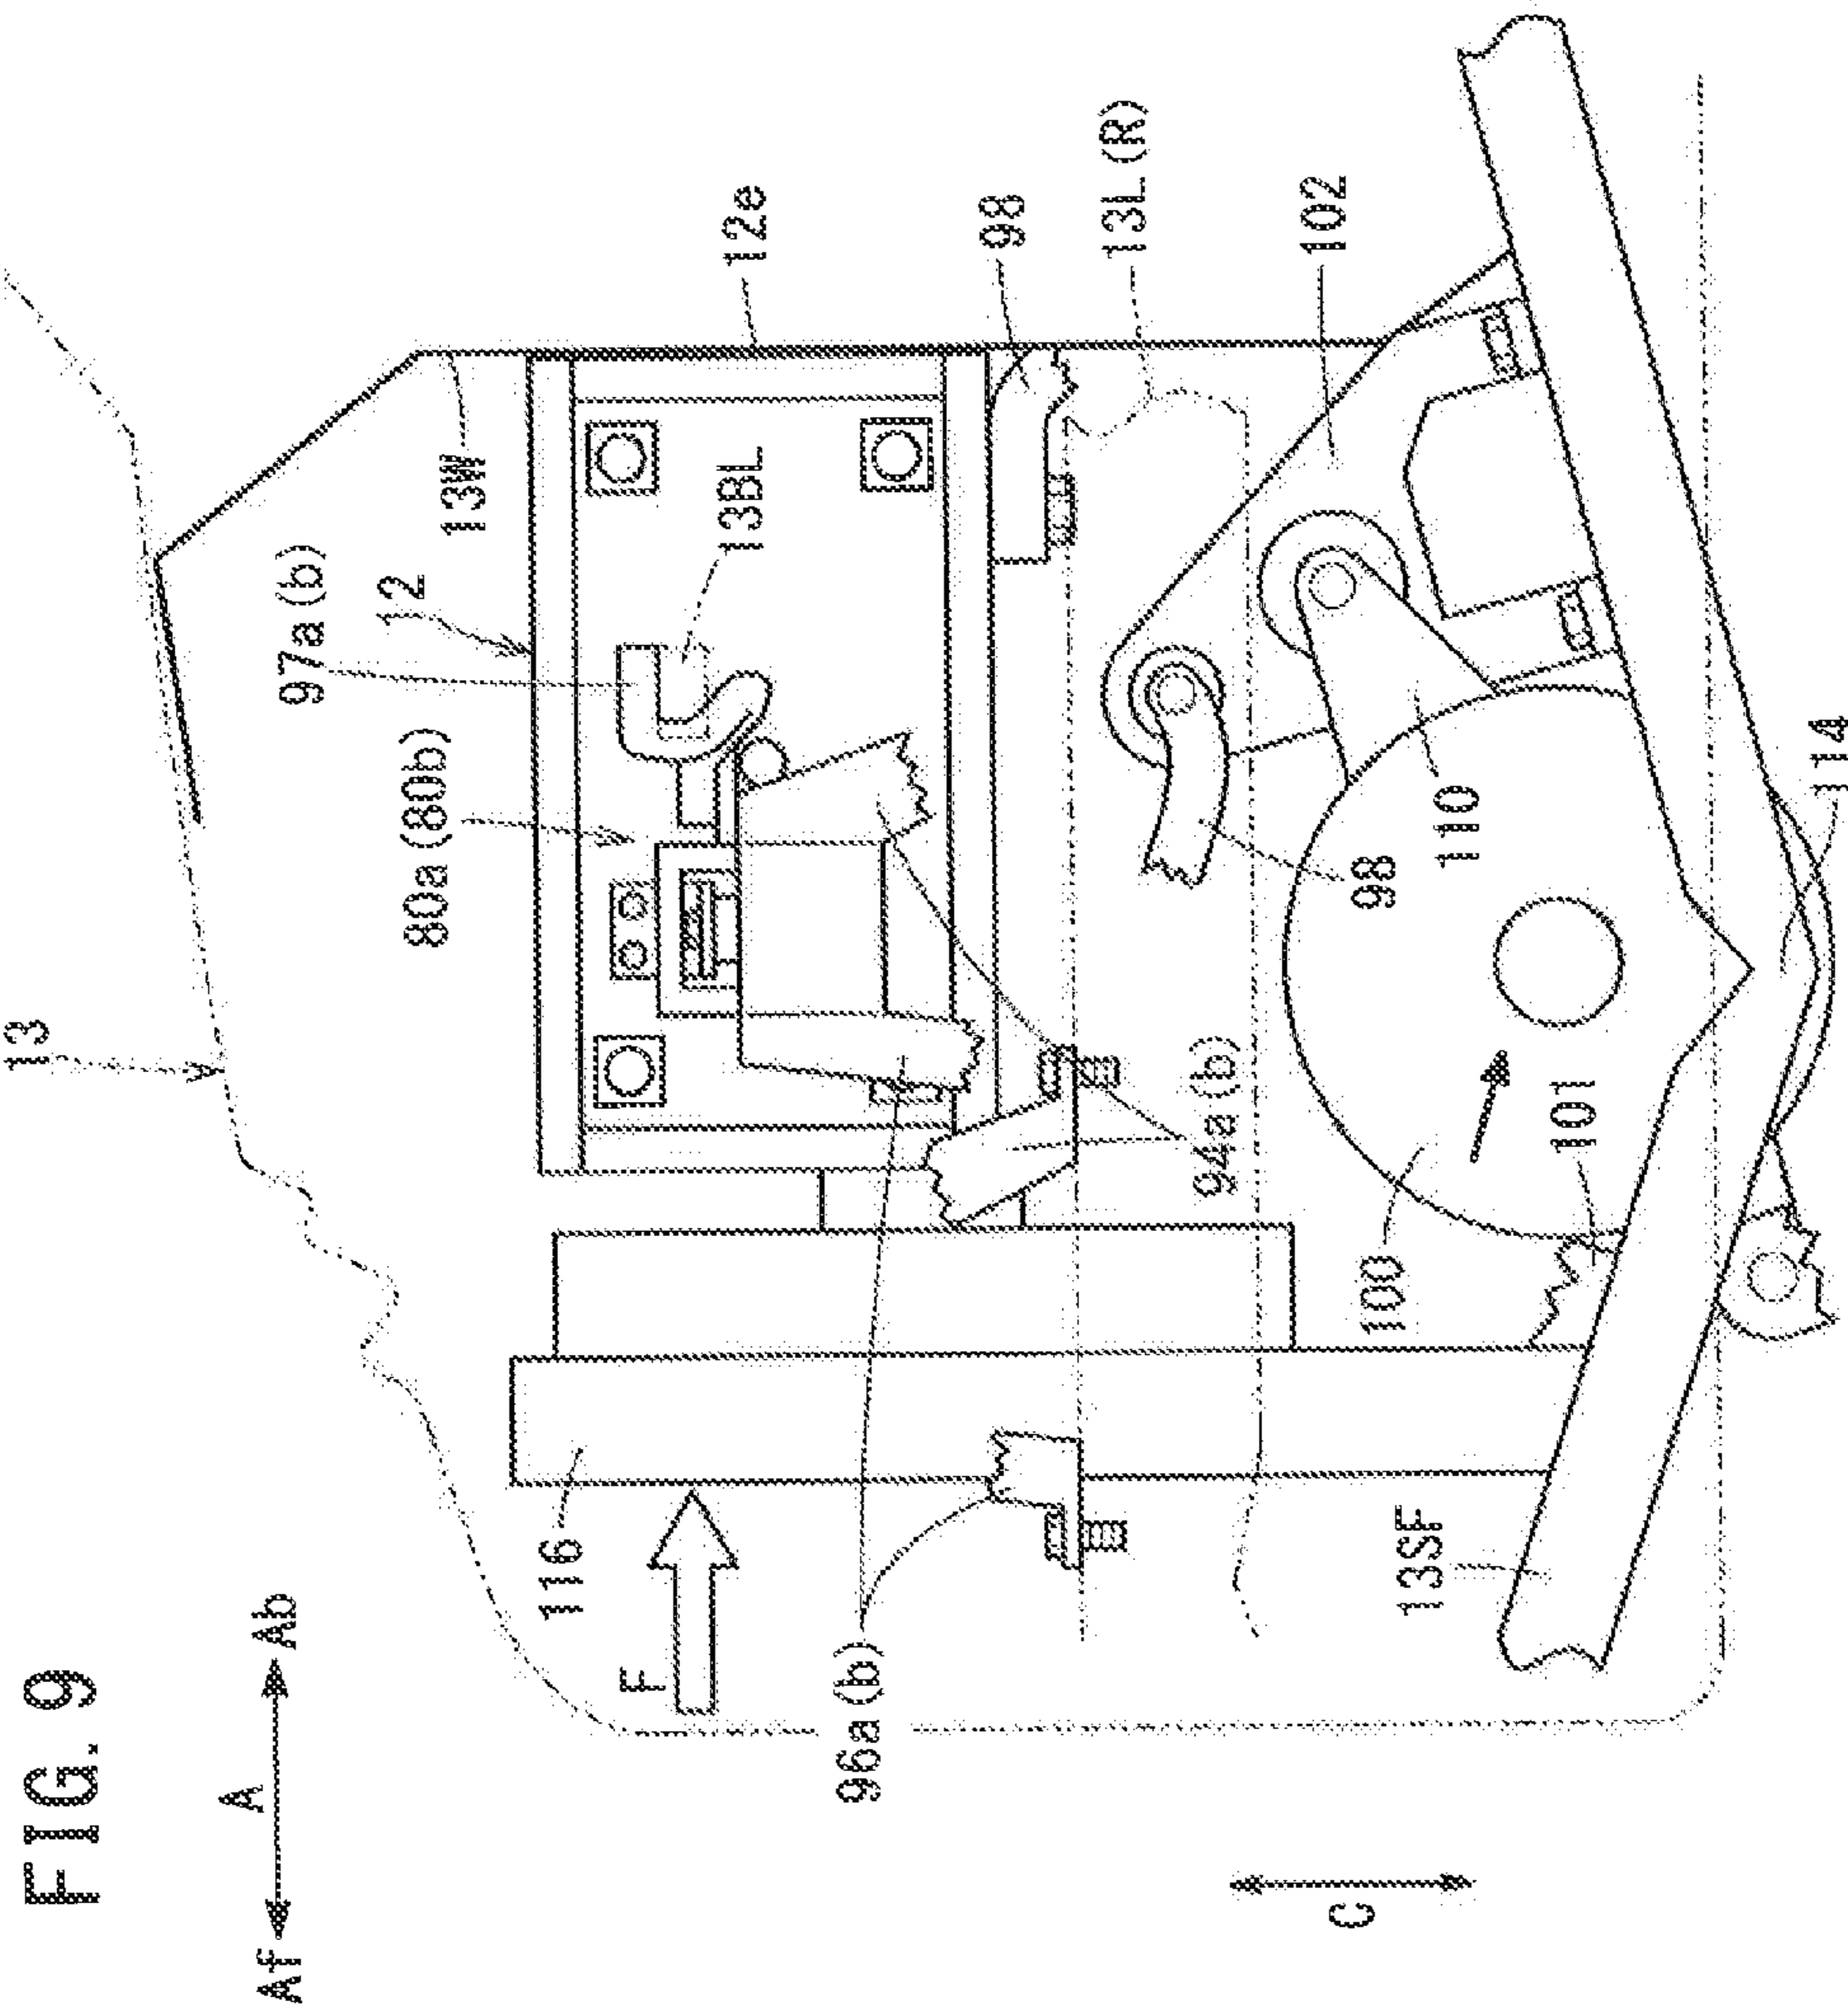 FIG. 9
Af
A
Ab
C
13
97a (b)
12
80a (80b)
13W
13BL
12e
98
13L (R)
102
116
F
96a (b)
94a (b)
98
110
100
101
114
13SF